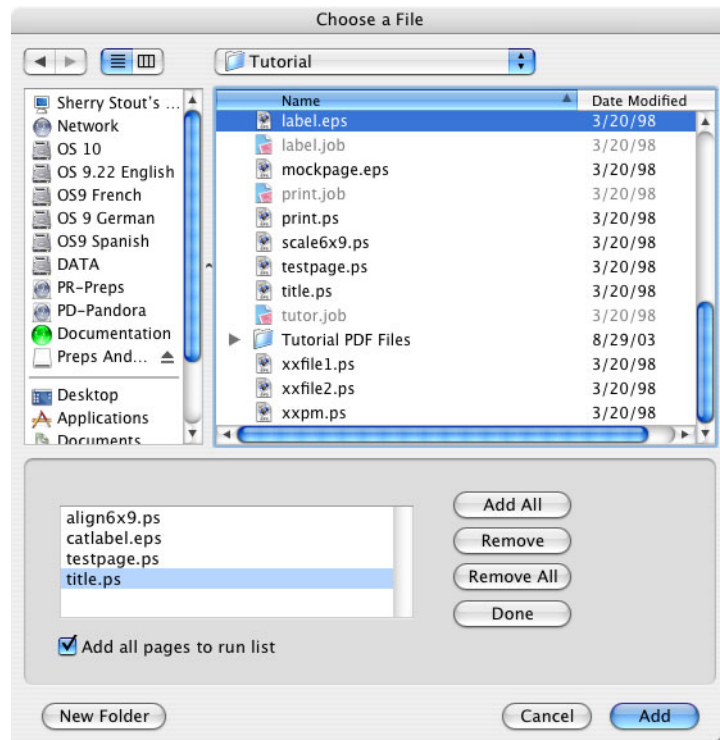 Choose a File
Tutorial
Sherry Stout's ...
Network
OS 10
OS 9.22 English
OS9 French
OS 9 German
OS9 Spanish
DATA
PR-Preps
PD-Pandora
Documentation
Preps And...
Desktop
Applications
Documents
Name Date Modified
label.eps 3/20/98
label.job 3/20/98
mockpage.eps 3/20/98
print.job 3/20/98
print.ps 3/20/98
scale6x9.ps 3/20/98
testpage.ps 3/20/98
title.ps 3/20/98
tutor.job 3/20/98
Tutorial PDF Files 8/29/03
xxfile1.ps 3/20/98
xxfile2.ps 3/20/98
xxpm.ps 3/20/98
align6x9.ps
catlabel.eps
testpage.ps
title.ps
Add All
Remove
Remove All
Done
Add all pages to run list
New Folder
Cancel
Add